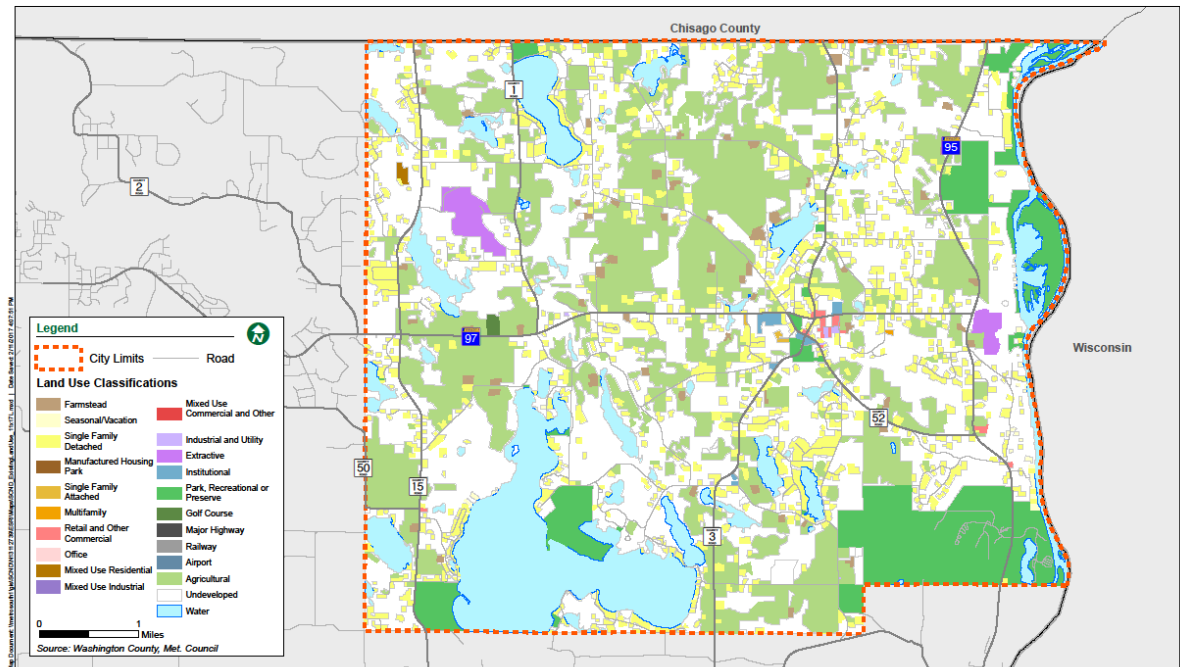 Chisago County
1
95
2
97
Wisconsin
52
50
15
3
Legend
N
City Limits
Road
Land Use Classifications
Farmstead
Seasonal/Vacation
Single Family
Detached
Manufactured Housing
Park
Single Family
Attached
Multifamily
Retail and Other
Commercial
Office
Mixed Use Residential
Mixed Use Industrial
Mixed Use
Commercial and Other
Industrial and Utility
Extractive
Institutional
Park, Recreational or
Preserve
Golf Course
Major Highway
Railway
Airport
Agricultural
Undeveloped
Water
0 1
Miles
Source: Washington County, Met. Council